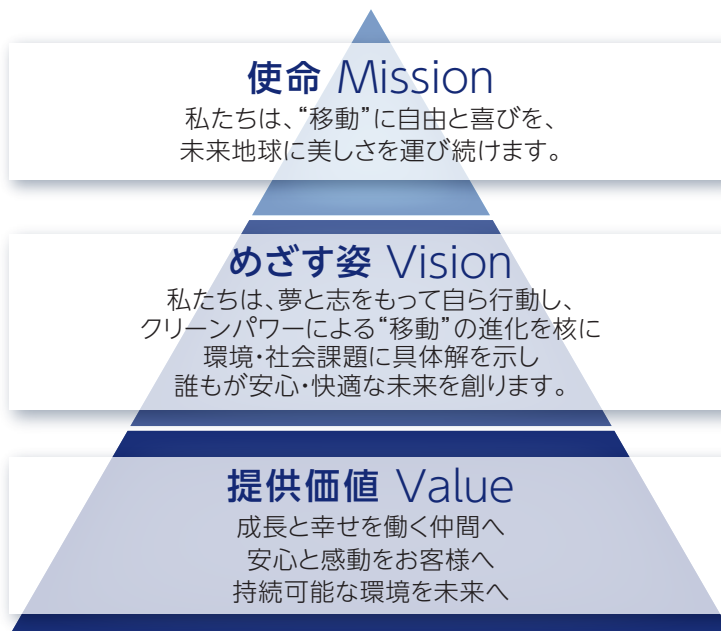 使命 Mission
私たちは、“移動”に自由と喜びを、
未来地球に美しさを運び続けます。
めざす姿 Vision
私たちは、夢と志をもって自ら行動し、
クリーンパワーによる“移動”の進化を核に
環境・社会課題に具体解を示し
誰もが安心・快適な未来を創ります。
提供価値 Value
成長と幸せを働く仲間へ
安心と感動をお客様へ
持続可能な環境を未来へ